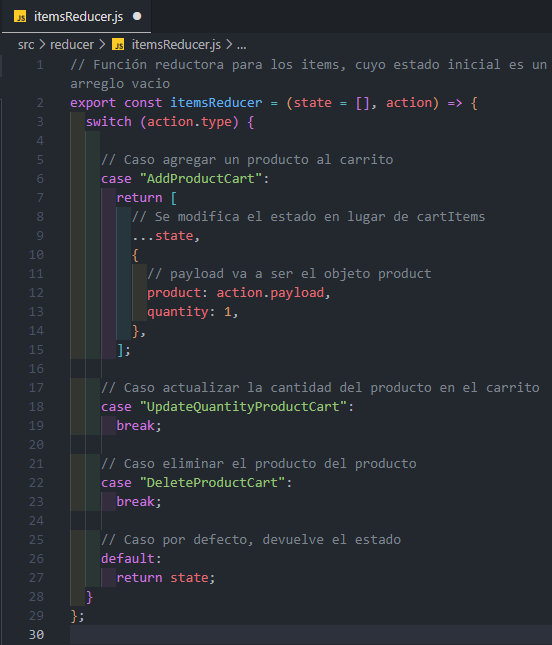 JS itemsReducer.js ●
src > reducer > JS itemsReducer.js > ...
1 // Función reductora para los items, cuyo estado inicial es un
arreglo vacio
2 export const itemsReducer = (state = [], action) => {
3 switch (action.type) {
4
5 // Caso agregar un producto al carrito
6 case "AddProductCart":
7 return [
8 // Se modifica el estado en lugar de cartItems
9 ...state,
10 {
11 // payload va a ser el objeto product
12 product: action.payload,
13 quantity: 1,
14 },
15 ];
16
17 // Caso actualizar la cantidad del producto en el carrito
18 case "UpdateQuantityProductCart":
19 break;
20
21 // Caso eliminar el producto del producto
22 case "DeleteProductCart":
23 break;
24
25 // Caso por defecto, devuelve el estado
26 default:
27 return state;
28 }
29 };
30